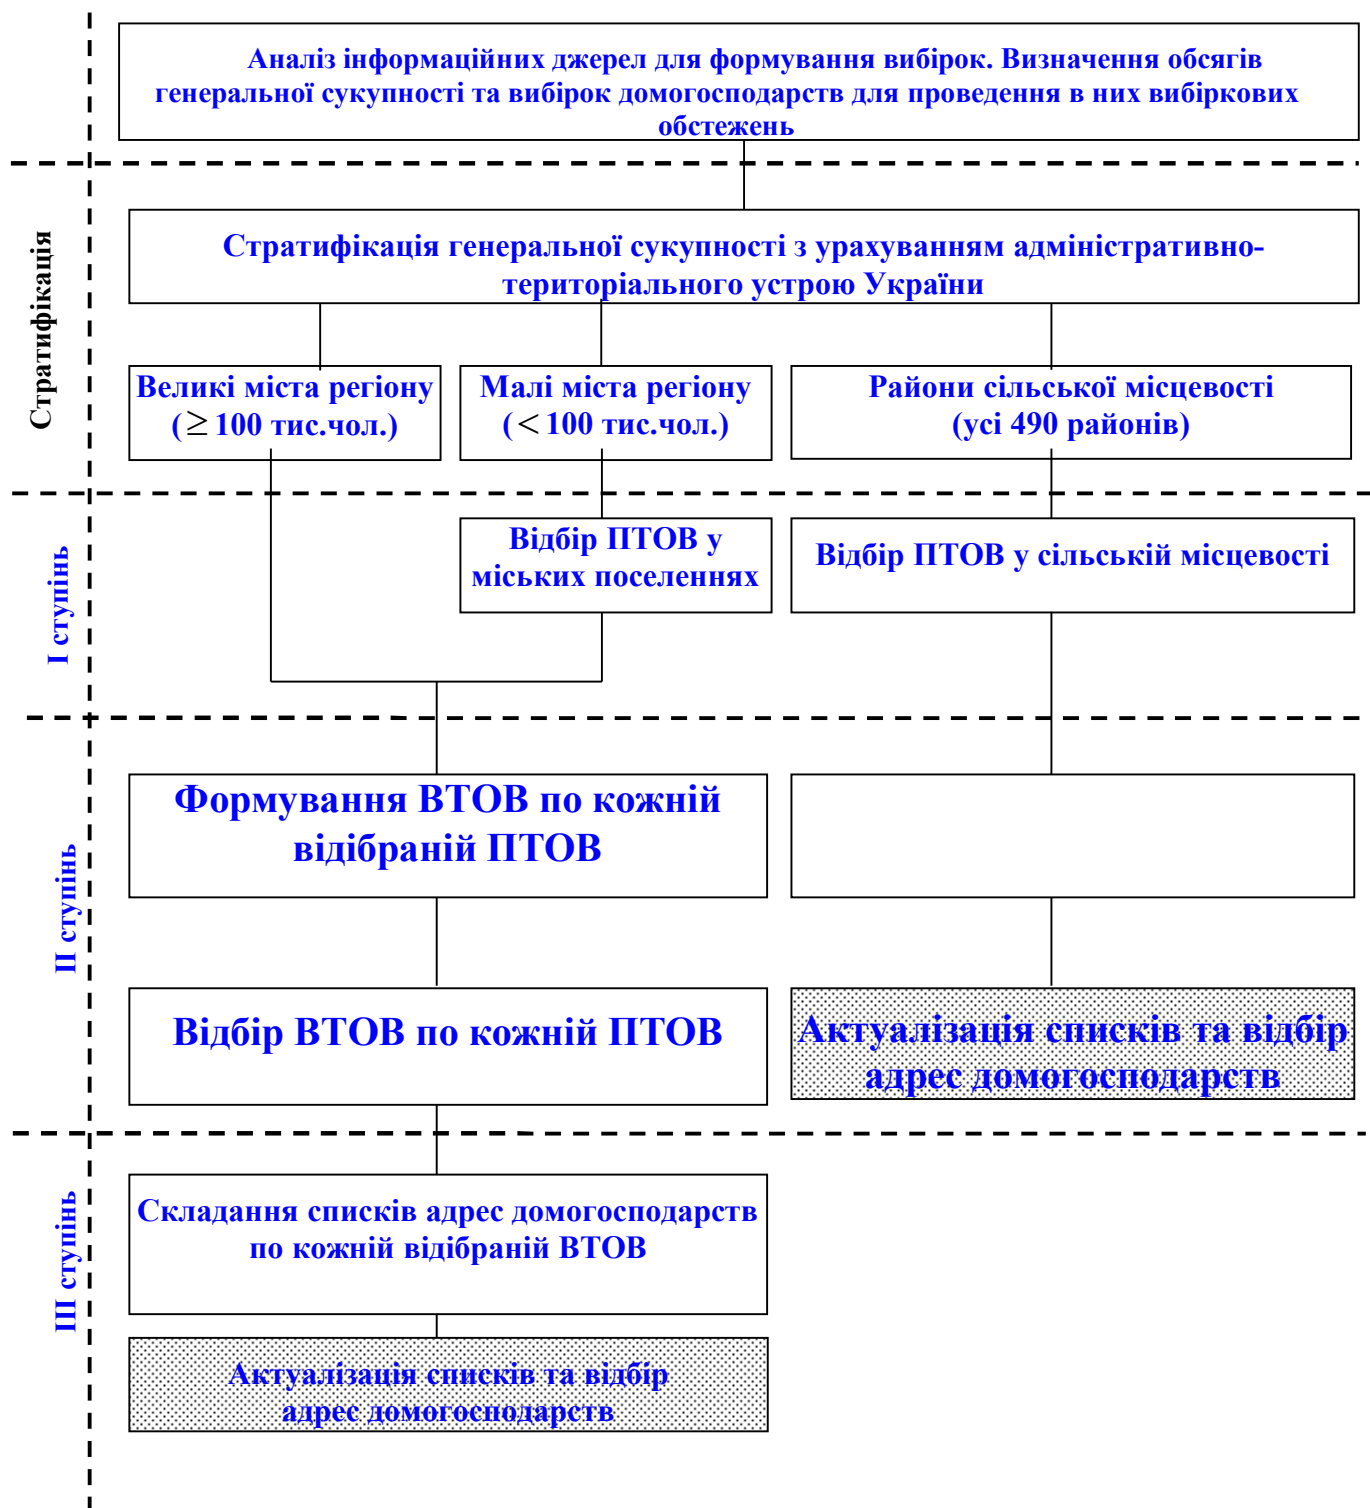 Аналіз інформаційних джерел для формування вибірок. Визначення обсягів
генеральної сукупності та вибірок домогосподарств для проведення в них вибіркових
обстежень
Стратифікація
Стратифікація генеральної сукупності з урахуванням адміністративно-
територіального устрою України
Великі міста регіону
(≥ 100 тис.чол.)
Малі міста регіону
(< 100 тис.чол.)
Райони сільської місцевості
(усі 490 районів)
І ступінь
Відбір ПТОВ у
міських поселеннях
Відбір ПТОВ у сільській місцевості
ІІ ступінь
Формування ВТОВ по кожній
відібраній ПТОВ
Відбір ВТОВ по кожній ПТОВ
Актуалізація списків та відбір
адрес домогосподарств
ІІІ ступінь
Складання списків адрес домогосподарств
по кожній відібраній ВТОВ
Актуалізація списків та відбір
адрес домогосподарств